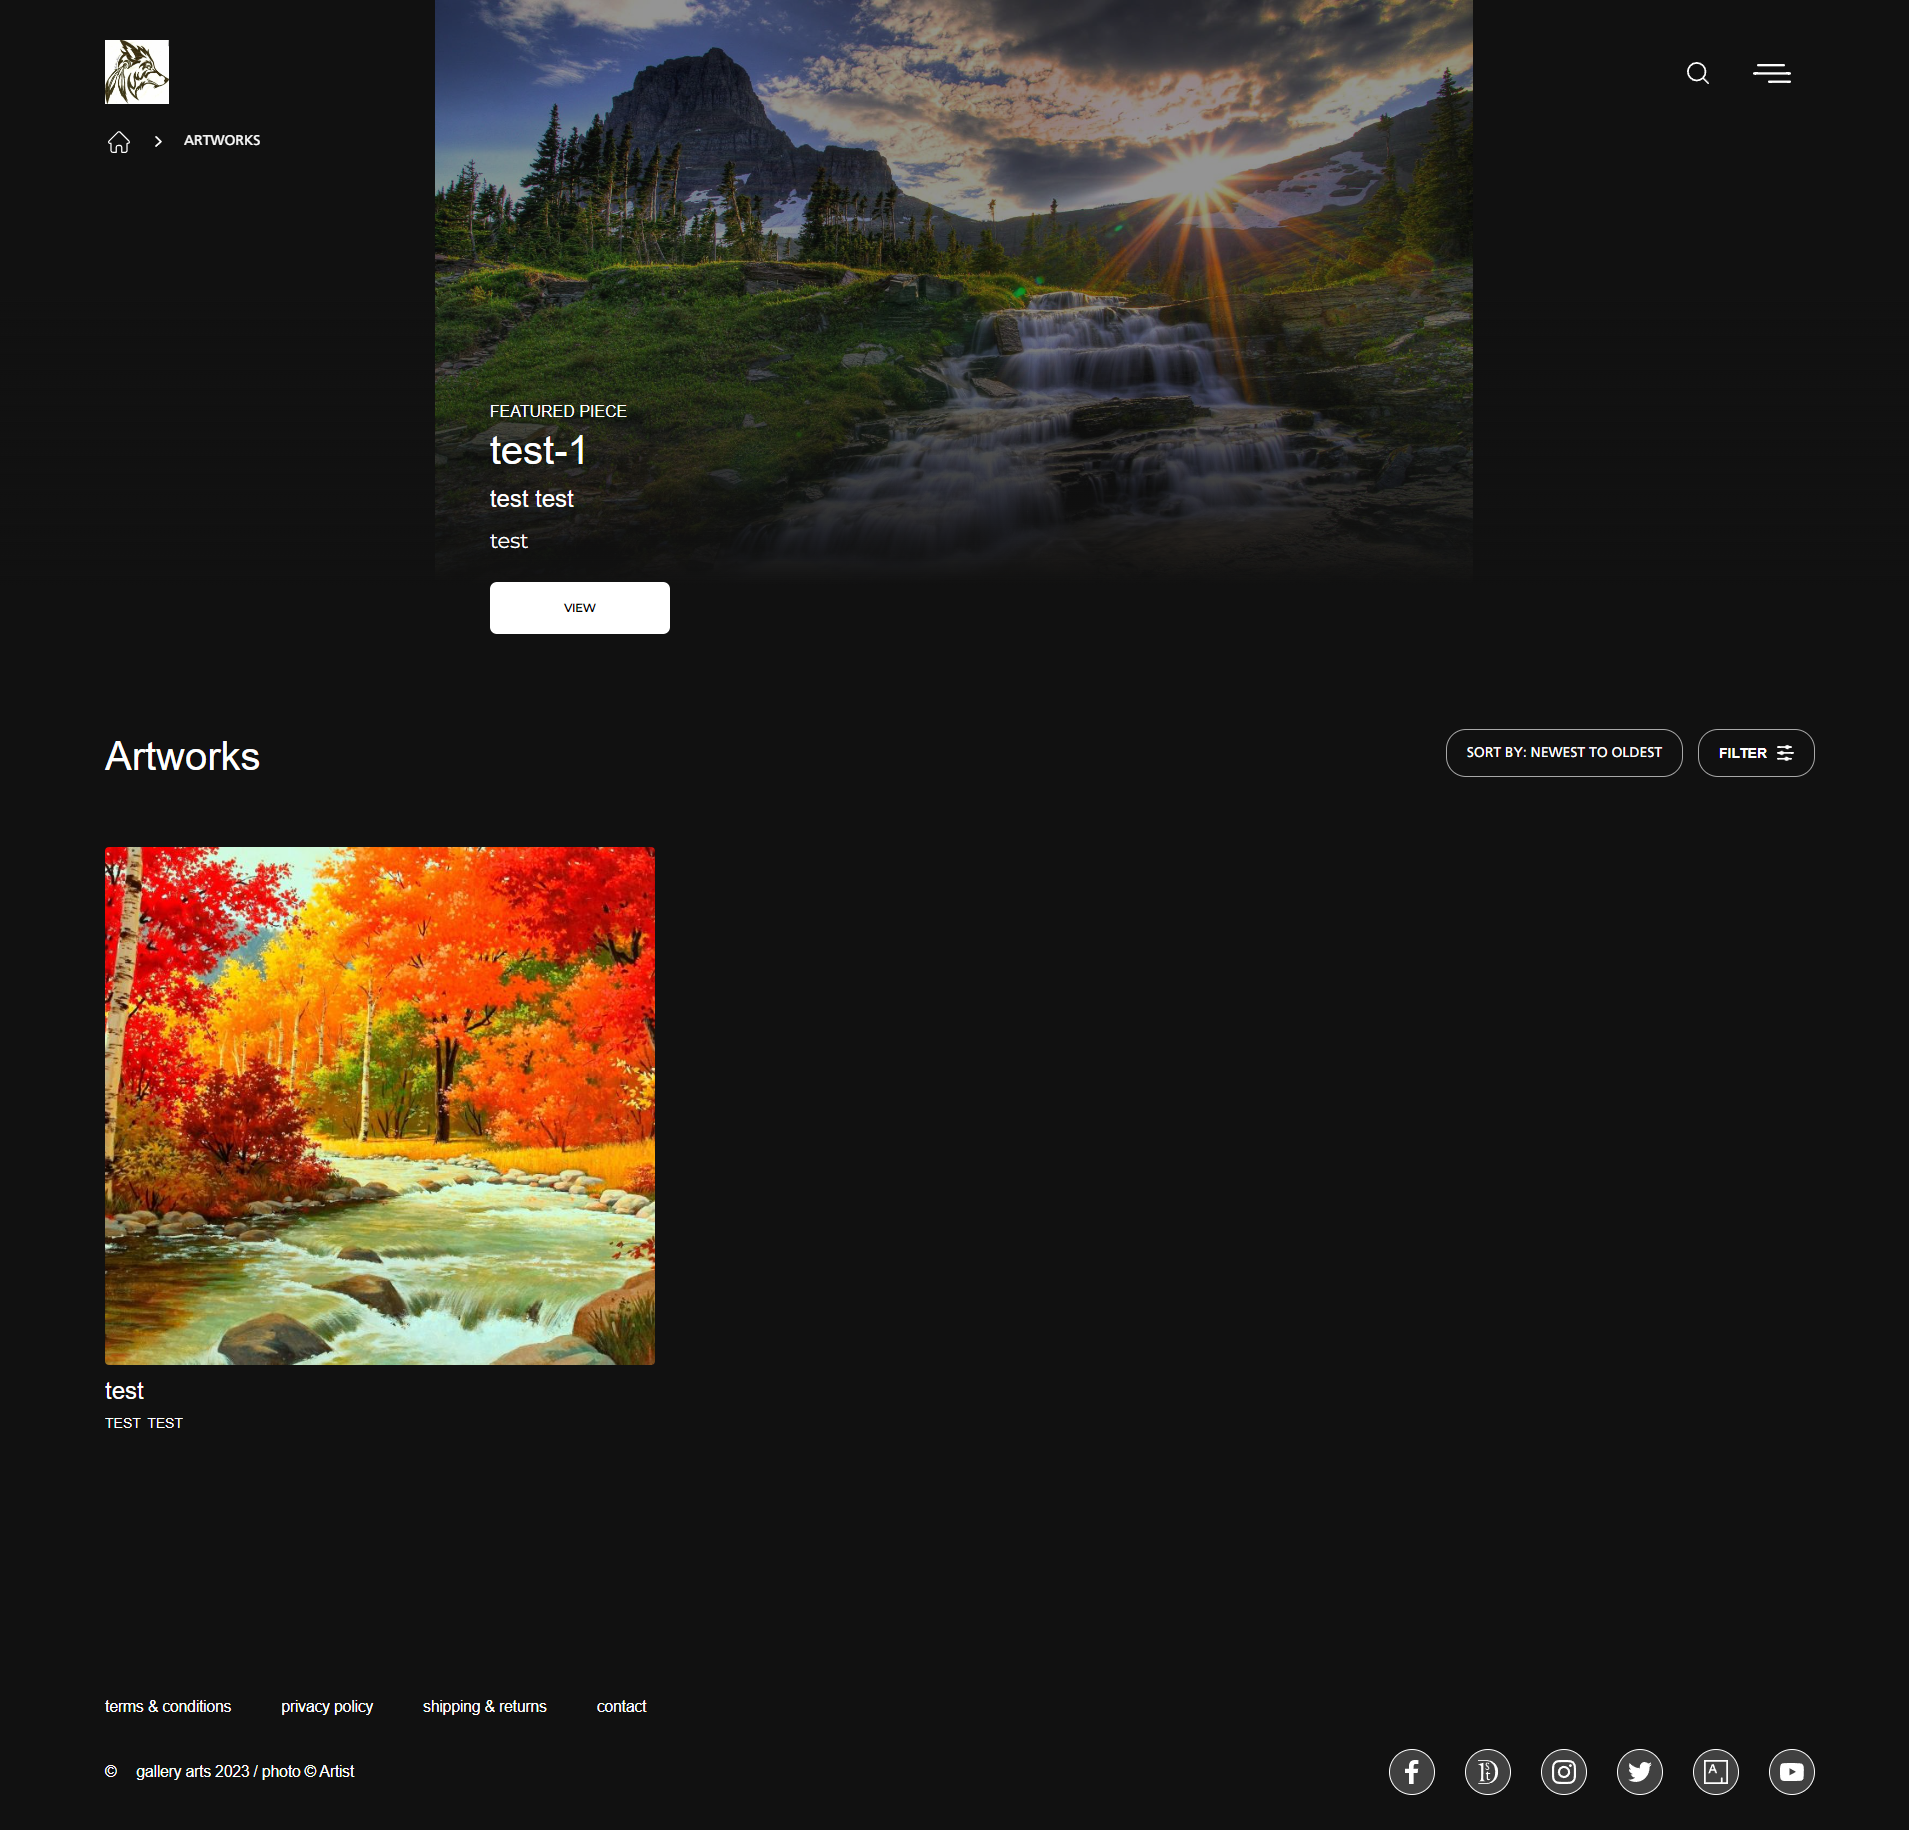 ARTWORKS
FEATURED PIECE
test-1
test test
test
VIEW
Artworks
SORT BY: NEWEST TO OLDEST
FILTER
test
TEST TEST
terms & conditions
privacy policy
shipping & returns
contact
© gallery arts 2023 / photo © Artist
1stD
A